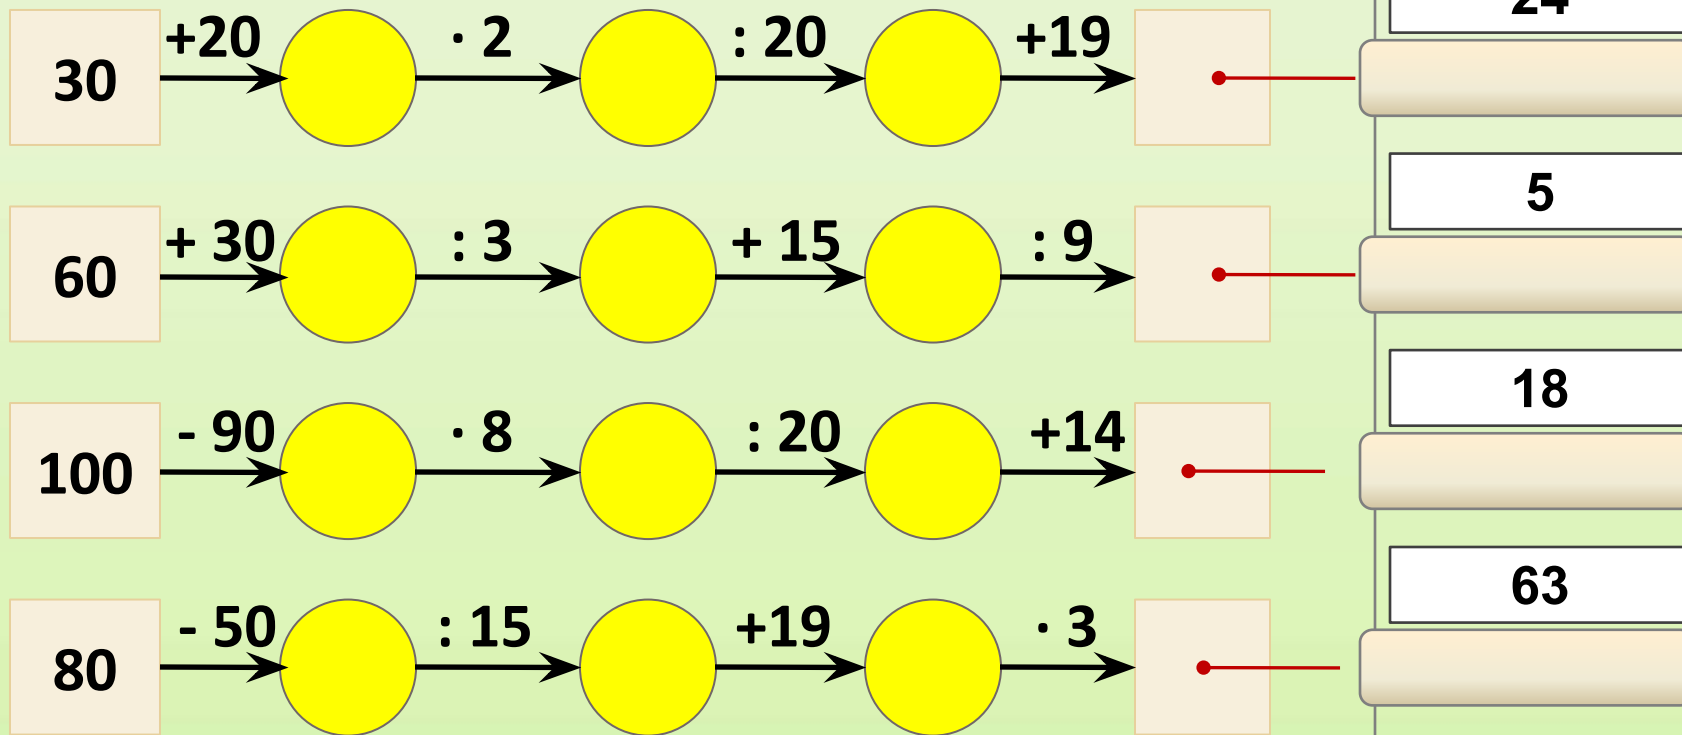 30 +20 · 2 : 20 +19 24
60 + 30 : 3 + 15 : 9 5
100 - 90 · 8 : 20 +14 18
80 - 50 : 15 +19 · 3 63